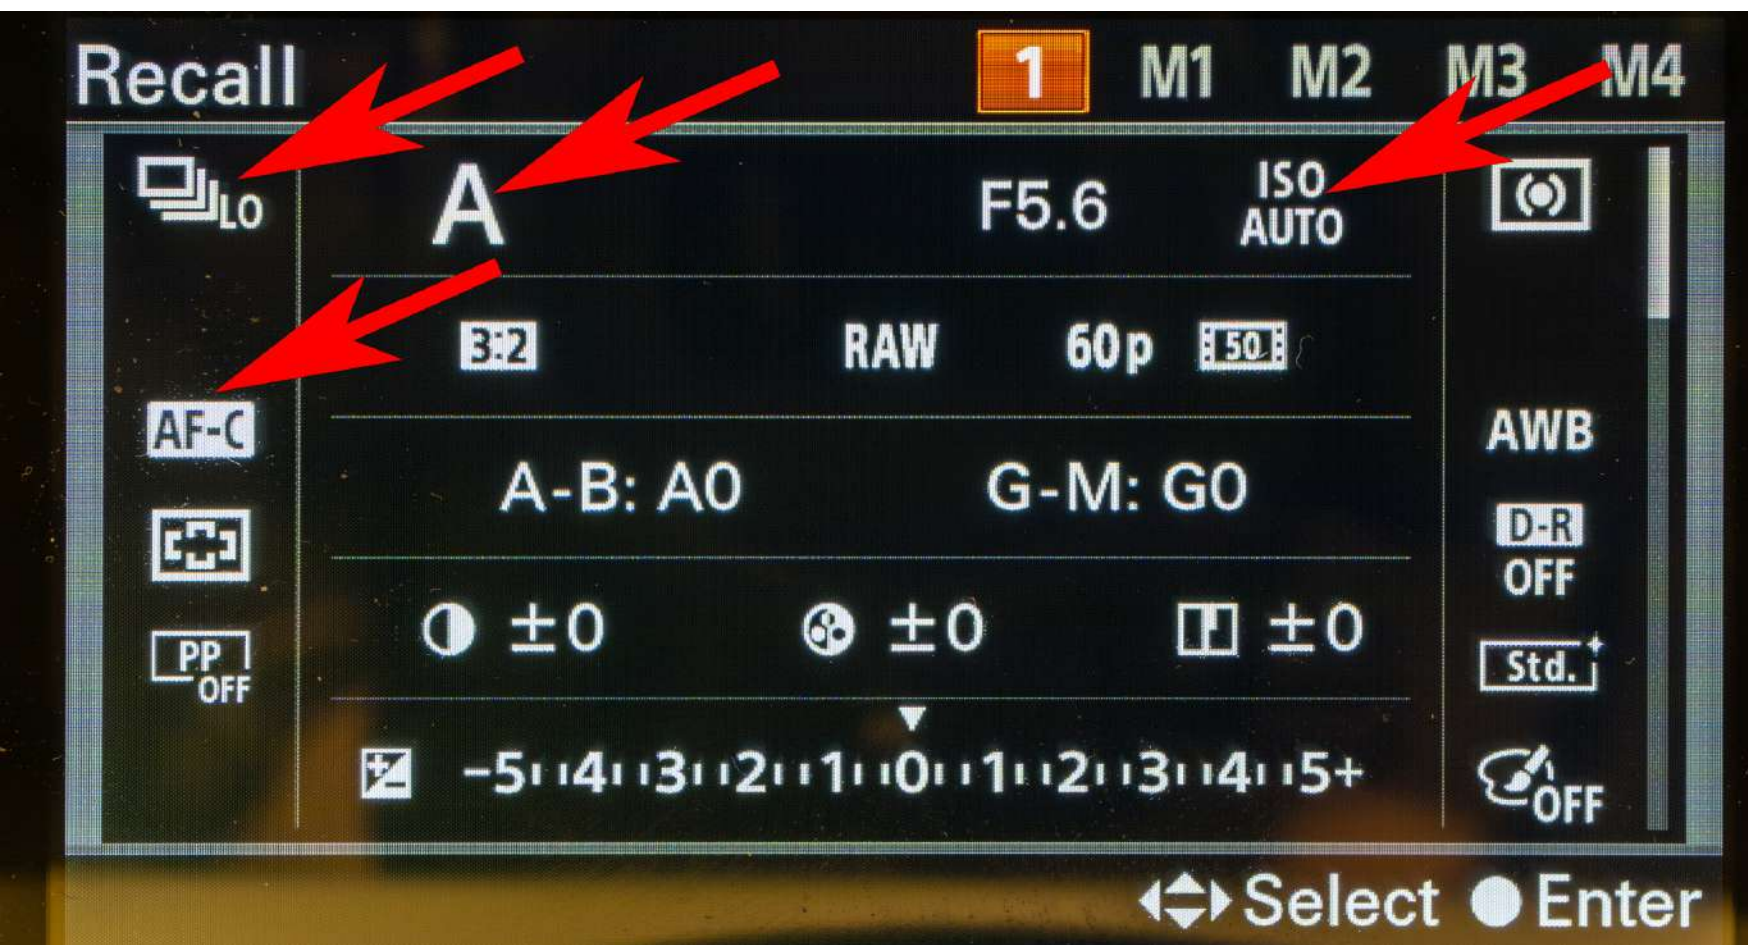 Recall 1 M1 M2 M3 M4
LO A F5.6 ISO AUTO
3:2 RAW 60p 50
AF-C AWB
A-B: A0 G-M: G0
D-R OFF
±0 ±0 ±0
PP OFF Std.
-5 4 3 2 1 0 1 2 3 4 5+
OFF
Select Enter